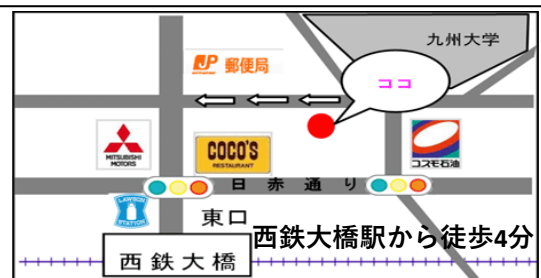 九州大学
JP 郵便局
ココ
MITSUBISHI
MOTORS
COCO'S
RESTAURANT
コスモ石油
日赤通り
LAWSON
STATION
東口
西鉄大橋駅から徒歩4分
西鉄大橋